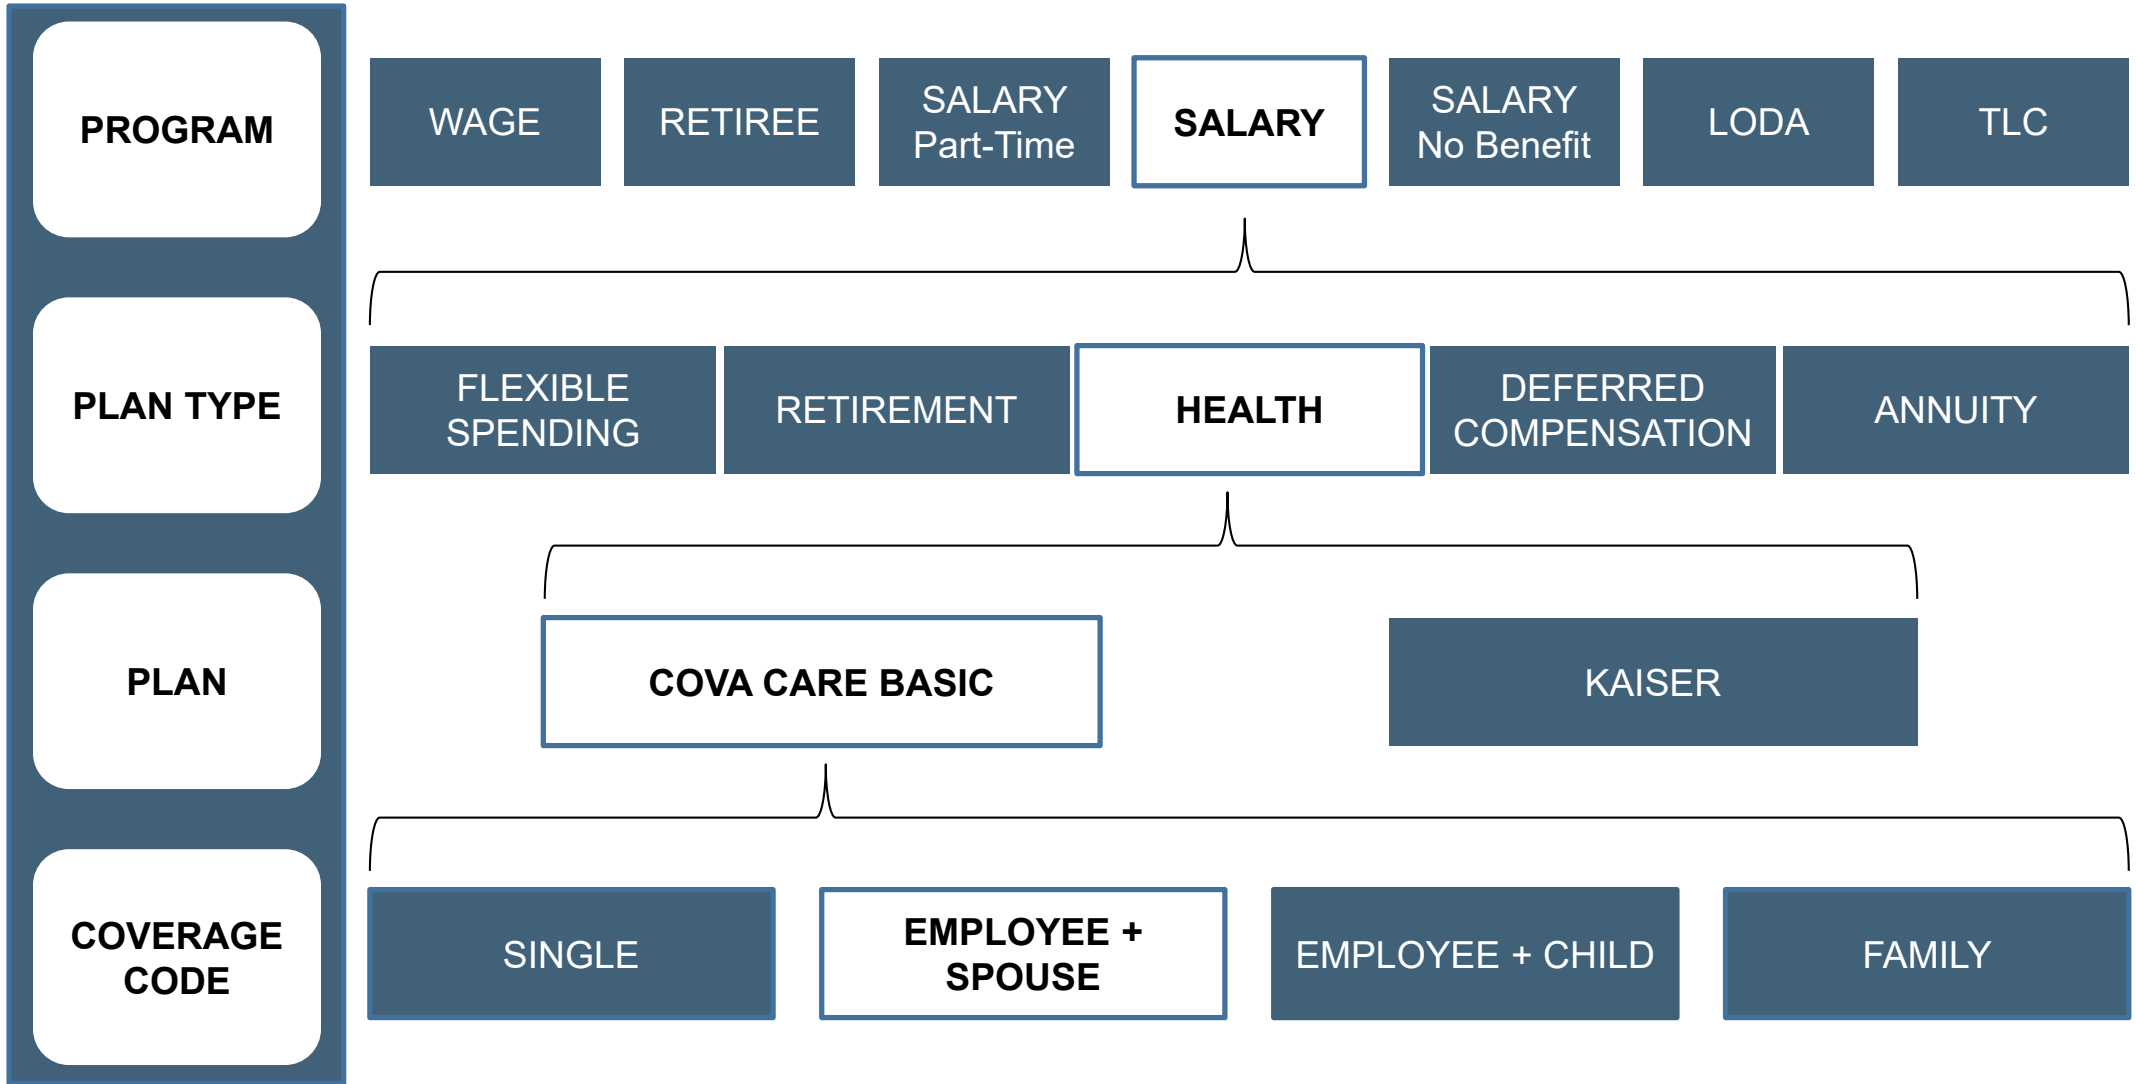 PROGRAM
WAGE
RETIREE
SALARY
Part-Time
SALARY
SALARY
No Benefit
LODA
TLC
PLAN TYPE
FLEXIBLE
SPENDING
RETIREMENT
HEALTH
DEFERRED
COMPENSATION
ANNUITY
PLAN
COVA CARE BASIC
KAISER
COVERAGE
CODE
SINGLE
EMPLOYEE +
SPOUSE
EMPLOYEE + CHILD
FAMILY